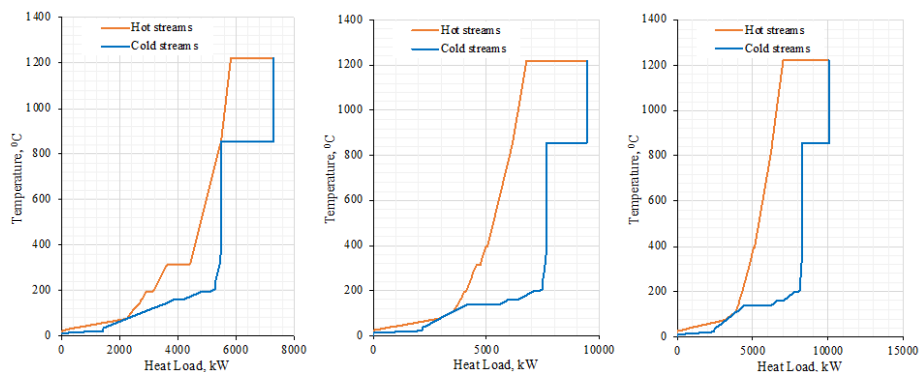 1400
1200
1000
800
600
400
200
0
Temperature, ⁰C
Hot streams
Cold streams
0 2000 4000 6000 8000
Heat Load, kW
1400
1200
1000
800
600
400
200
0
Temperature, ⁰C
Hot streams
Cold streams
0 5000 10000
Heat Load, kW
1400
1200
1000
800
600
400
200
0
Temperature, ⁰C
Hot streams
Cold streams
0 5000 10000 15000
Heat Load, kW